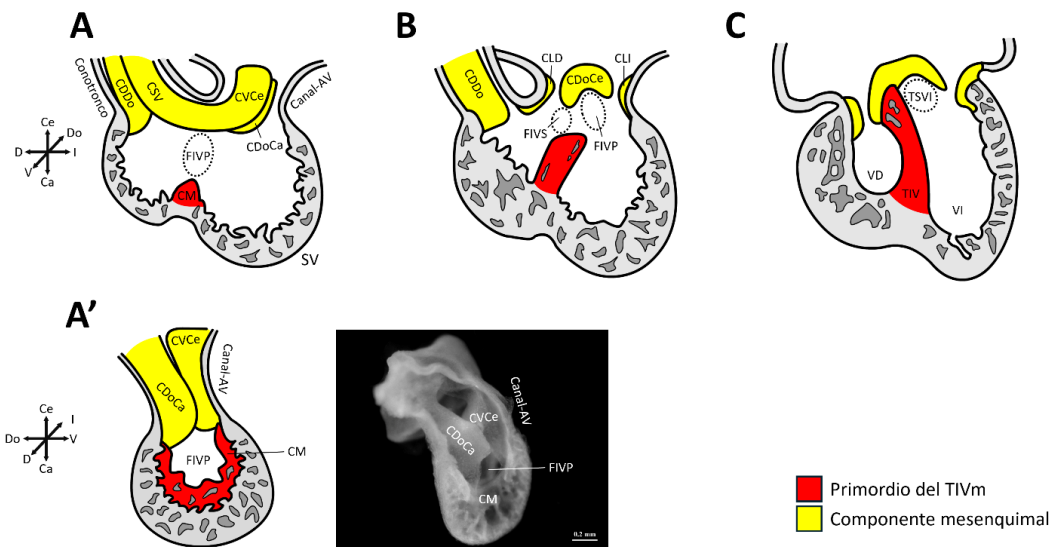 A
Conotronco
CDDo
CSV
CVCe
CDoCa
Canal-AV
FIVP
CM
SV
Ce
Do
D
I
V
Ca
B
CDDo
CLD
CDoCe
CLI
FIVS
FIVP
C
TSVI
VD
TIV
VI
A’
CVCe
CDoCa
Canal-AV
FIVP
CM
Ce
I
Do
V
D
Ca
Canal-AV
CVCe
CDoCa
FIVP
CM
0.2 mm
Primordio del TIVm
Componente mesenquimal